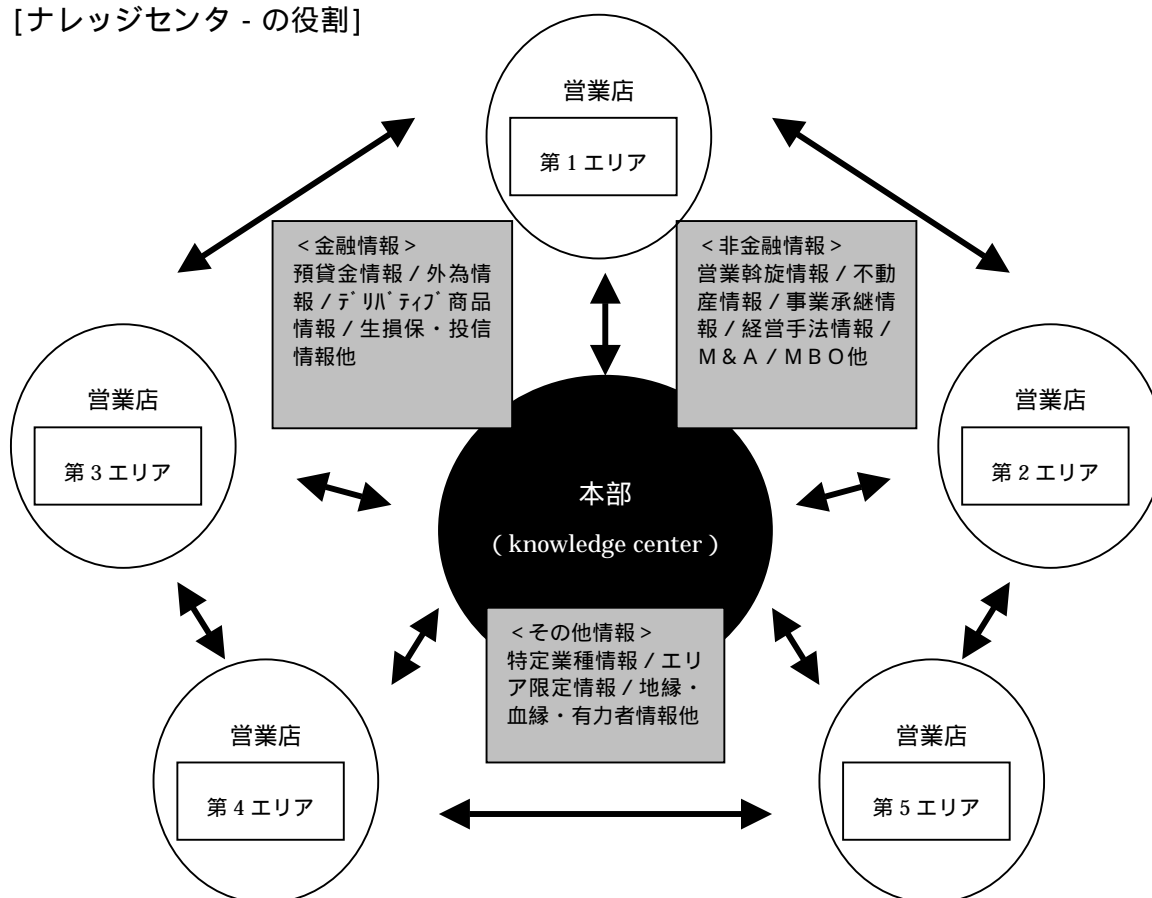 [ナレッジセンタ - の役割]
営業店
第１エリア
＜金融情報＞
預貸金情報 / 外為情
報 / ﾃﾞﾘﾊﾞﾃｨﾌﾞ商品
情報 / 生損保・投信
情報他
＜非金融情報＞
営業斡旋情報 / 不動
産情報 / 事業承継情
報 / 経営手法情報 /
Ｍ＆Ａ / ＭＢＯ他
営業店
第３エリア
営業店
第２エリア
本部
( knowledge center )
＜その他情報＞
特定業種情報 / エリ
ア限定情報 / 地縁・
血縁・有力者情報他
営業店
第４エリア
営業店
第５エリア